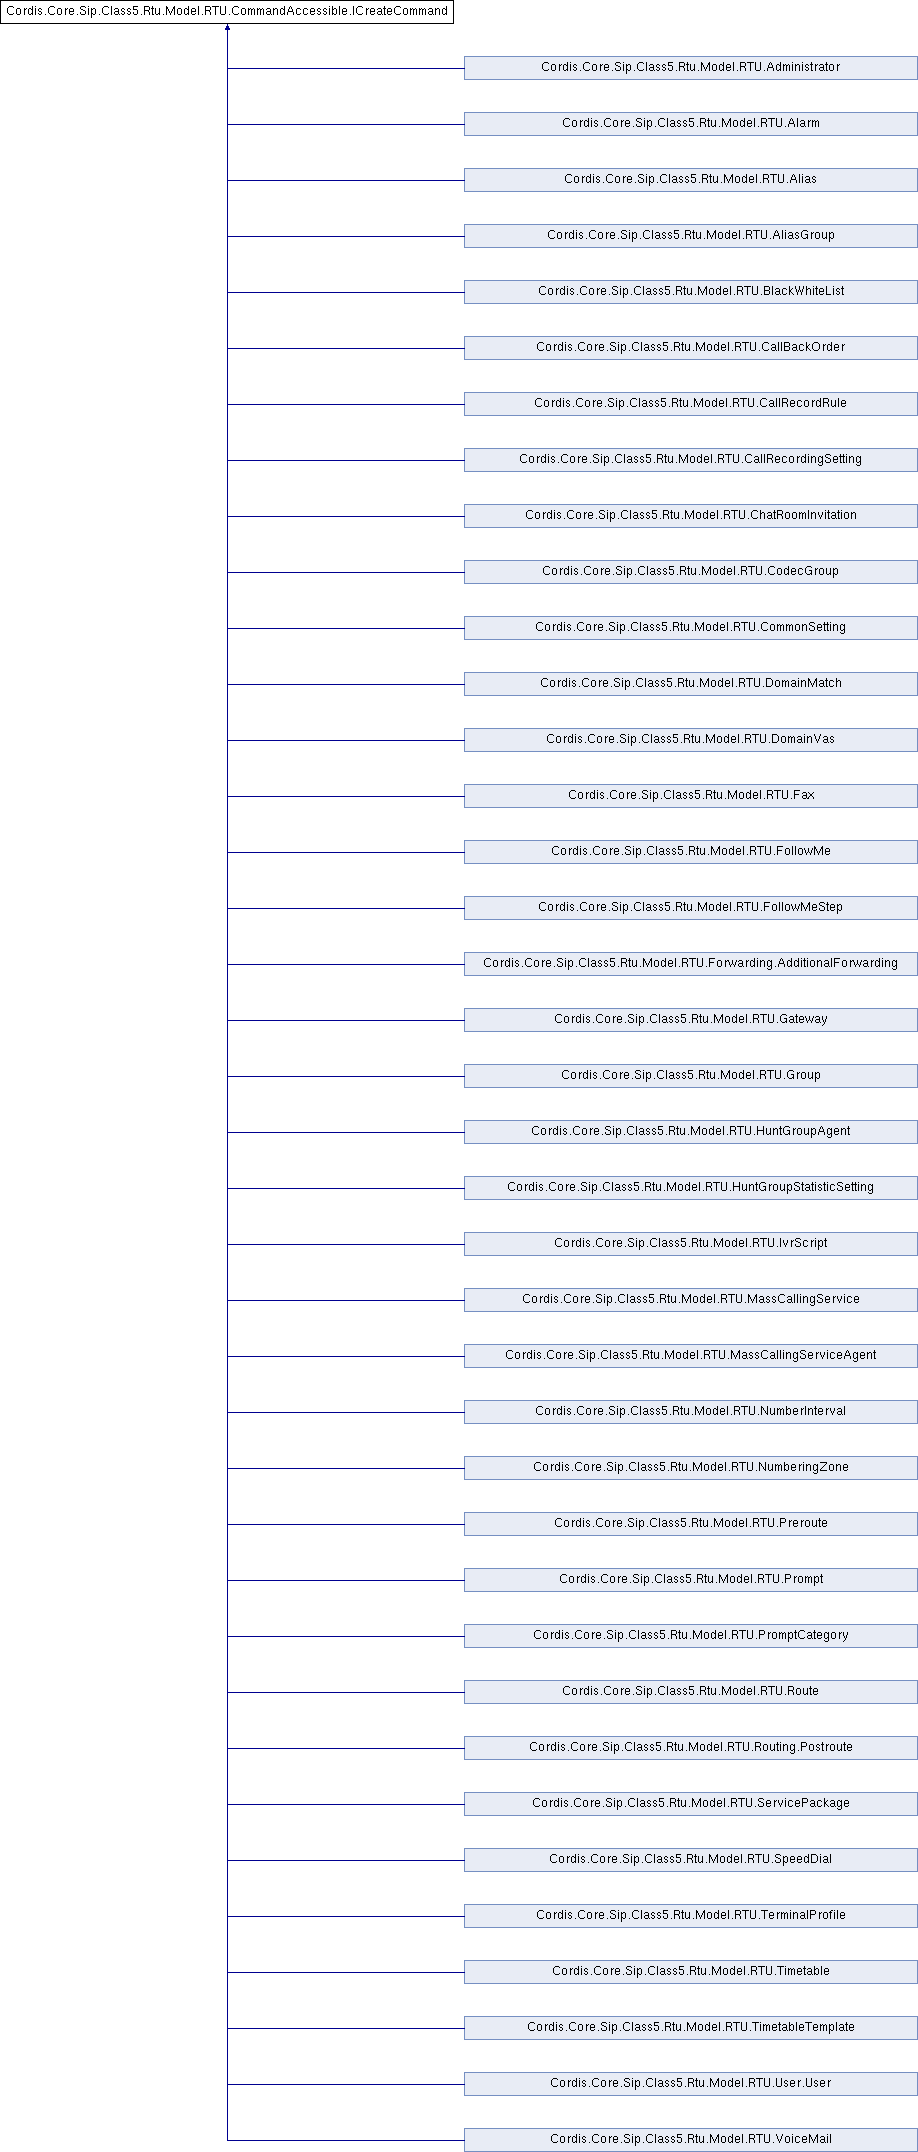 Cordis.Core.Sip.Class5.Rtu.Model.RTU.CommandAccessible.ICreateCommand
Cordis.Core.Sip.Class5.Rtu.Model.RTU.Administrator
Cordis.Core.Sip.Class5.Rtu.Model.RTU.Alarm
Cordis.Core.Sip.Class5.Rtu.Model.RTU.Alias
Cordis.Core.Sip.Class5.Rtu.Model.RTU.AliasGroup
Cordis.Core.Sip.Class5.Rtu.Model.RTU.BlackWhiteList
Cordis.Core.Sip.Class5.Rtu.Model.RTU.CallBackOrder
Cordis.Core.Sip.Class5.Rtu.Model.RTU.CallRecordRule
Cordis.Core.Sip.Class5.Rtu.Model.RTU.CallRecordingSetting
Cordis.Core.Sip.Class5.Rtu.Model.RTU.ChatRoomInvitation
Cordis.Core.Sip.Class5.Rtu.Model.RTU.CodecGroup
Cordis.Core.Sip.Class5.Rtu.Model.RTU.CommonSetting
Cordis.Core.Sip.Class5.Rtu.Model.RTU.DomainMatch
Cordis.Core.Sip.Class5.Rtu.Model.RTU.DomainVas
Cordis.Core.Sip.Class5.Rtu.Model.RTU.Fax
Cordis.Core.Sip.Class5.Rtu.Model.RTU.FollowMe
Cordis.Core.Sip.Class5.Rtu.Model.RTU.FollowMeStep
Cordis.Core.Sip.Class5.Rtu.Model.RTU.Forwarding.AdditionalForwarding
Cordis.Core.Sip.Class5.Rtu.Model.RTU.Gateway
Cordis.Core.Sip.Class5.Rtu.Model.RTU.Group
Cordis.Core.Sip.Class5.Rtu.Model.RTU.HuntGroupAgent
Cordis.Core.Sip.Class5.Rtu.Model.RTU.HuntGroupStatisticSetting
Cordis.Core.Sip.Class5.Rtu.Model.RTU.IvrScript
Cordis.Core.Sip.Class5.Rtu.Model.RTU.MassCallingService
Cordis.Core.Sip.Class5.Rtu.Model.RTU.MassCallingServiceAgent
Cordis.Core.Sip.Class5.Rtu.Model.RTU.NumberInterval
Cordis.Core.Sip.Class5.Rtu.Model.RTU.NumberingZone
Cordis.Core.Sip.Class5.Rtu.Model.RTU.Preroute
Cordis.Core.Sip.Class5.Rtu.Model.RTU.Prompt
Cordis.Core.Sip.Class5.Rtu.Model.RTU.PromptCategory
Cordis.Core.Sip.Class5.Rtu.Model.RTU.Route
Cordis.Core.Sip.Class5.Rtu.Model.RTU.Routing.Postroute
Cordis.Core.Sip.Class5.Rtu.Model.RTU.ServicePackage
Cordis.Core.Sip.Class5.Rtu.Model.RTU.SpeedDial
Cordis.Core.Sip.Class5.Rtu.Model.RTU.TerminalProfile
Cordis.Core.Sip.Class5.Rtu.Model.RTU.Timetable
Cordis.Core.Sip.Class5.Rtu.Model.RTU.TimetableTemplate
Cordis.Core.Sip.Class5.Rtu.Model.RTU.User.User
Cordis.Core.Sip.Class5.Rtu.Model.RTU.VoiceMail